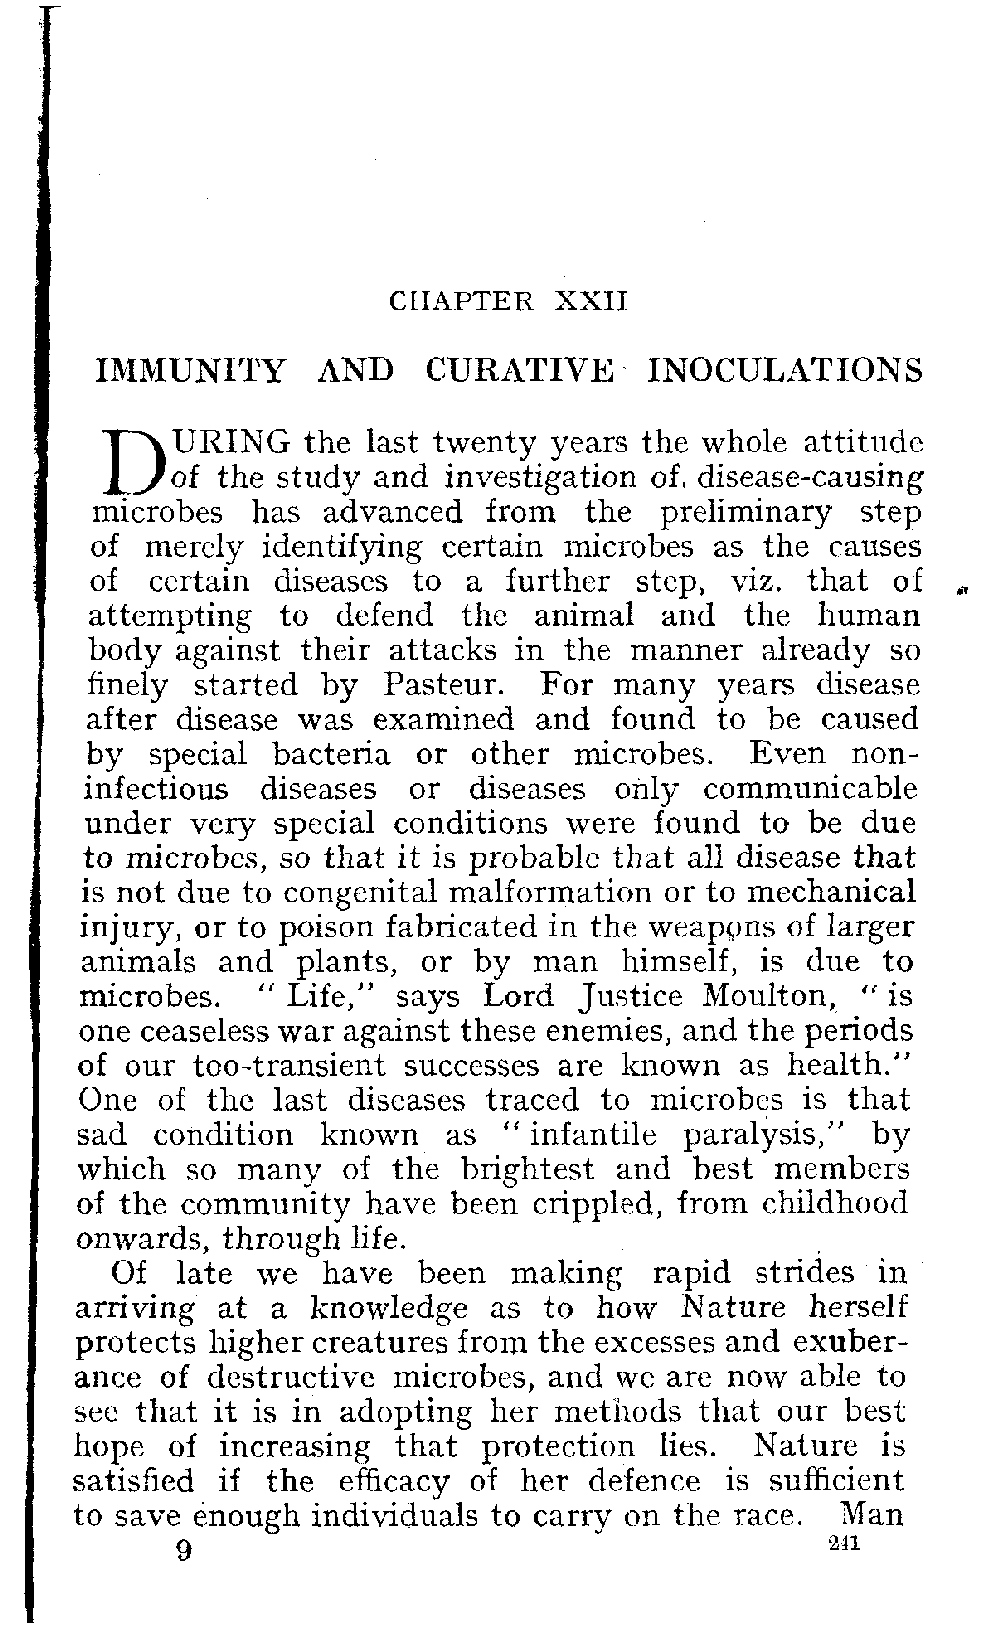 CHAPTER XXII
IMMUNITY AND CURATIVE INOCULATIONS
DURING the last twenty years the whole attitude
of the study and investigation of disease-causing
microbes has advanced from the preliminary step
of merely identifying certain microbes as the causes
of certain diseases to a further step, viz. that of
attempting to defend the animal and the human
body against their attacks in the manner already so
finely started by Pasteur. For many years disease
after disease was examined and found to be caused
by special bacteria or other microbes. Even non-
infectious diseases or diseases only communicable
under very special conditions were found to be due
to microbes, so that it is probable that all disease that
is not due to congenital malformation or to mechanical
injury, or to poison fabricated in the weapons of larger
animals and plants, or by man himself, is due to
microbes. "Life," says Lord Justice Moulton, "is
one ceaseless war against these enemies, and the periods
of our too-transient successes are known as health."
One of the last diseases traced to microbes is that
sad condition known as "infantile paralysis," by
which so many of the brightest and best members
of the community have been crippled, from childhood
onwards, through life.
Of late we have been making rapid strides in
arriving at a knowledge as to how Nature herself
protects higher creatures from the excesses and exuber-
ance of destructive microbes, and we are now able to
see that it is in adopting her methods that our best
hope of increasing that protection lies. Nature is
satisfied if the efficacy of her defence is sufficient
to save enough individuals to carry on the race. Man
9 241